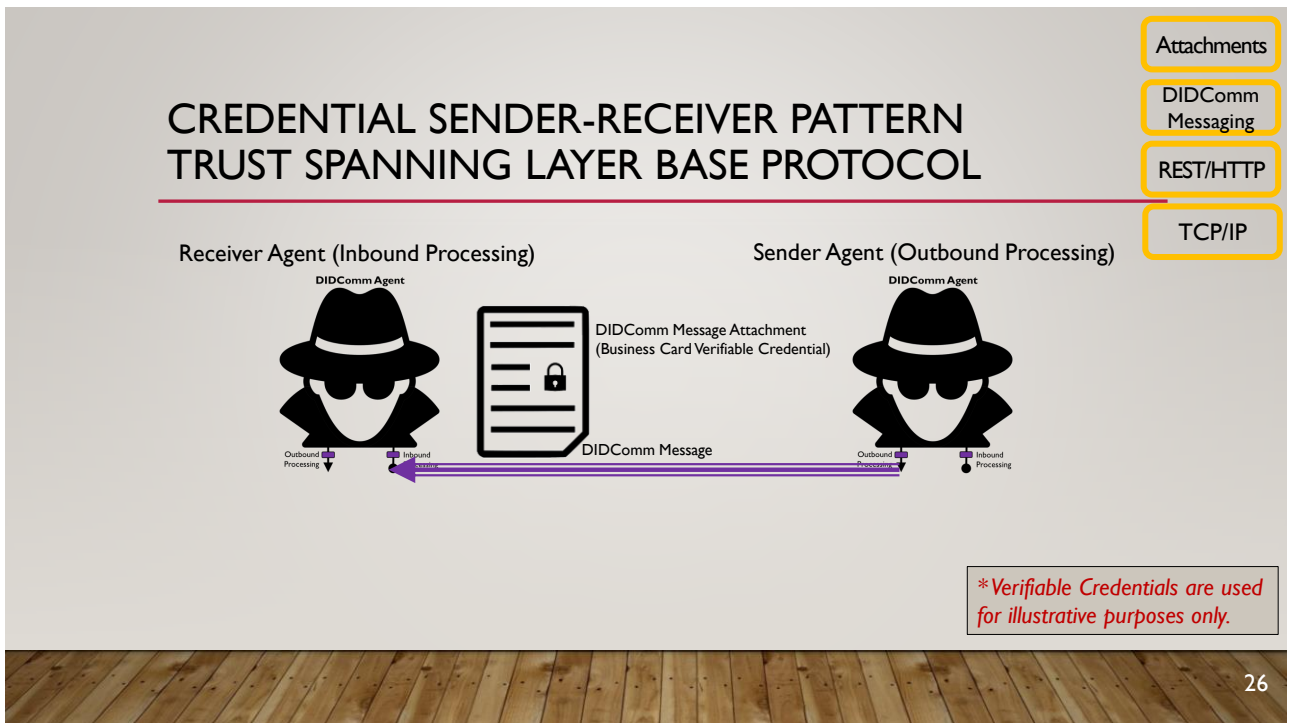 Attachments
DIDComm
Messaging
REST/HTTP
TCP/IP
CREDENTIAL SENDER-RECEIVER PATTERN
TRUST SPANNING LAYER BASE PROTOCOL
Receiver Agent (Inbound Processing)
DIDComm Agent
Outbound
Processing
Inbound
Processing
DIDComm Message Attachment
(Business Card Verifiable Credential)
DIDComm Message
Sender Agent (Outbound Processing)
DIDComm Agent
Outbound
Processing
Inbound
Processing
* Verifiable Credentials are used
for illustrative purposes only.
26